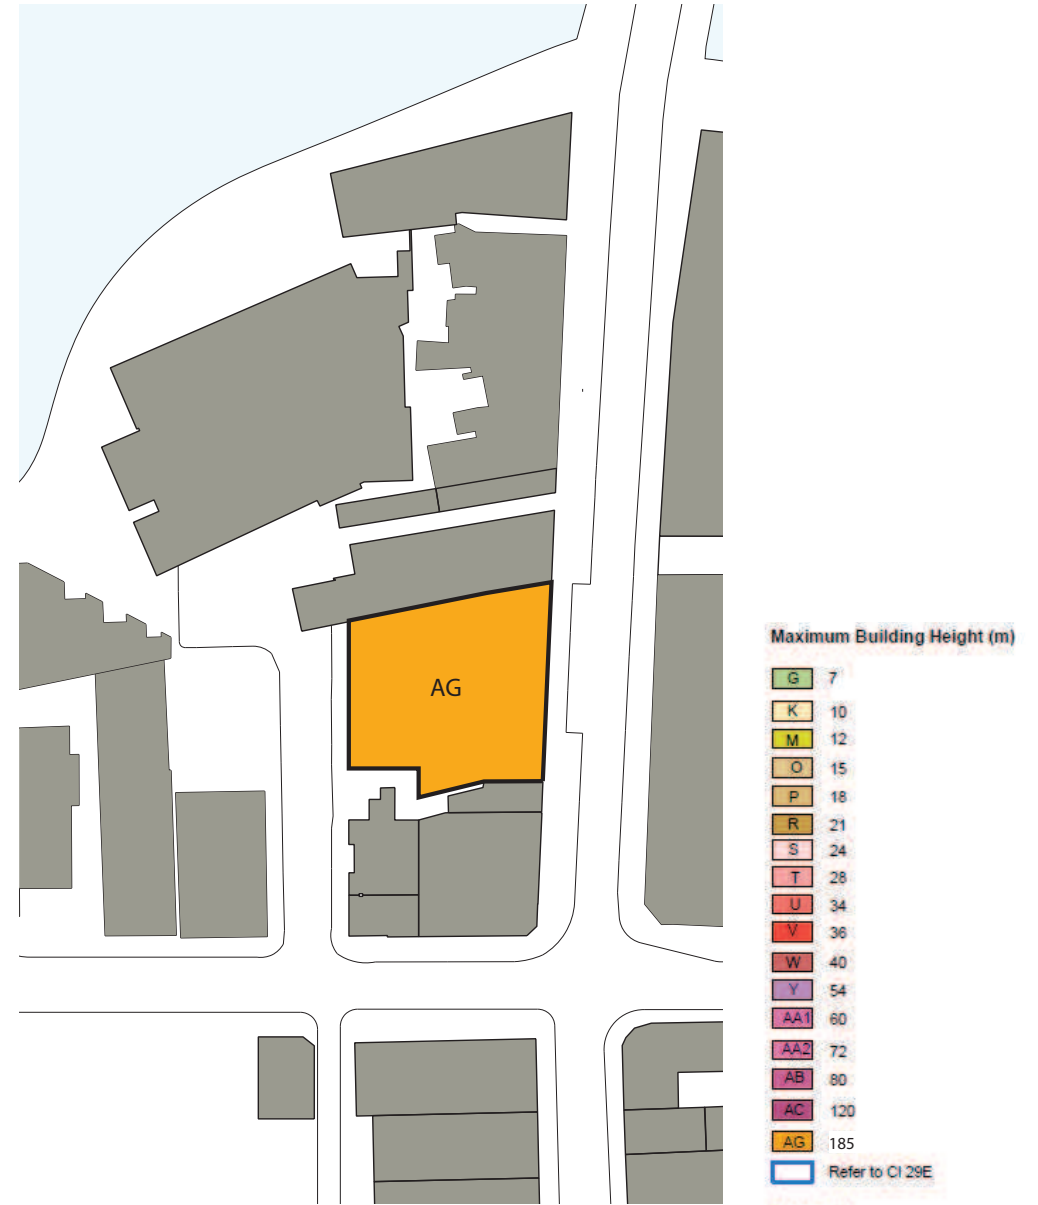 AG
Maximum Building Height (m)
G 7
K 10
M 12
O 15
P 18
R 21
S 24
T 28
U 34
V 36
W 40
Y 54
AA1 60
AA2 72
AB 80
AC 120
AG 185
Refer to Cl 29E